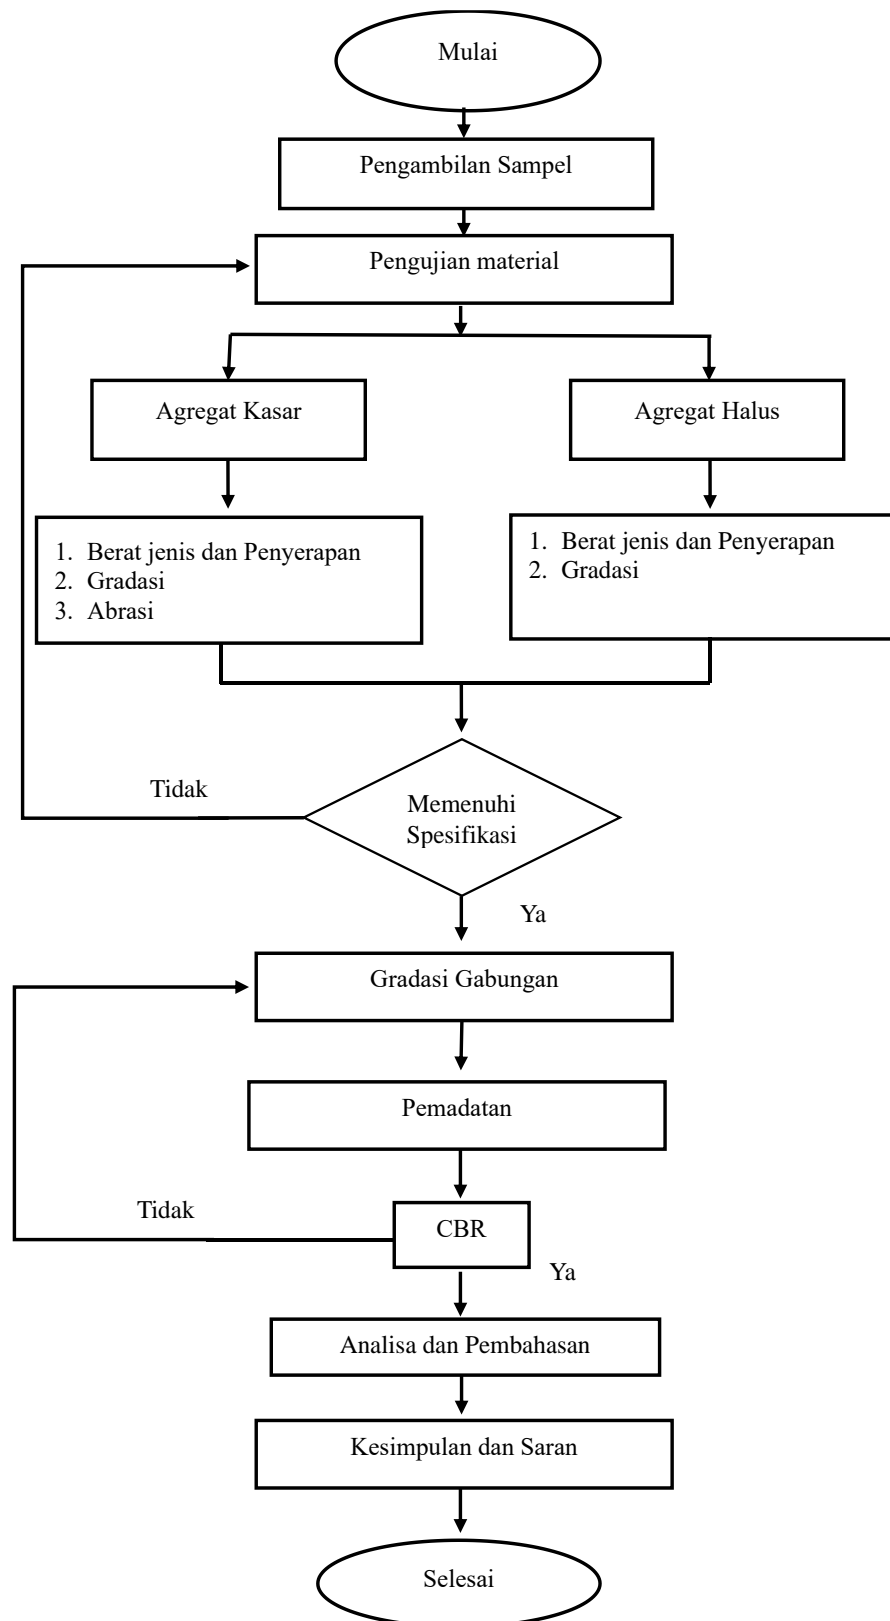 Mulai
Pengambilan Sampel
Pengujian material
Agregat Kasar
Agregat Halus
1. Berat jenis dan Penyerapan
2. Gradasi
3. Abrasi
1. Berat jenis dan Penyerapan
2. Gradasi
Tidak
Memenuhi
Spesifikasi
Ya
Gradasi Gabungan
Pemadatan
Tidak
CBR
Ya
Analisa dan Pembahasan
Kesimpulan dan Saran
Selesai